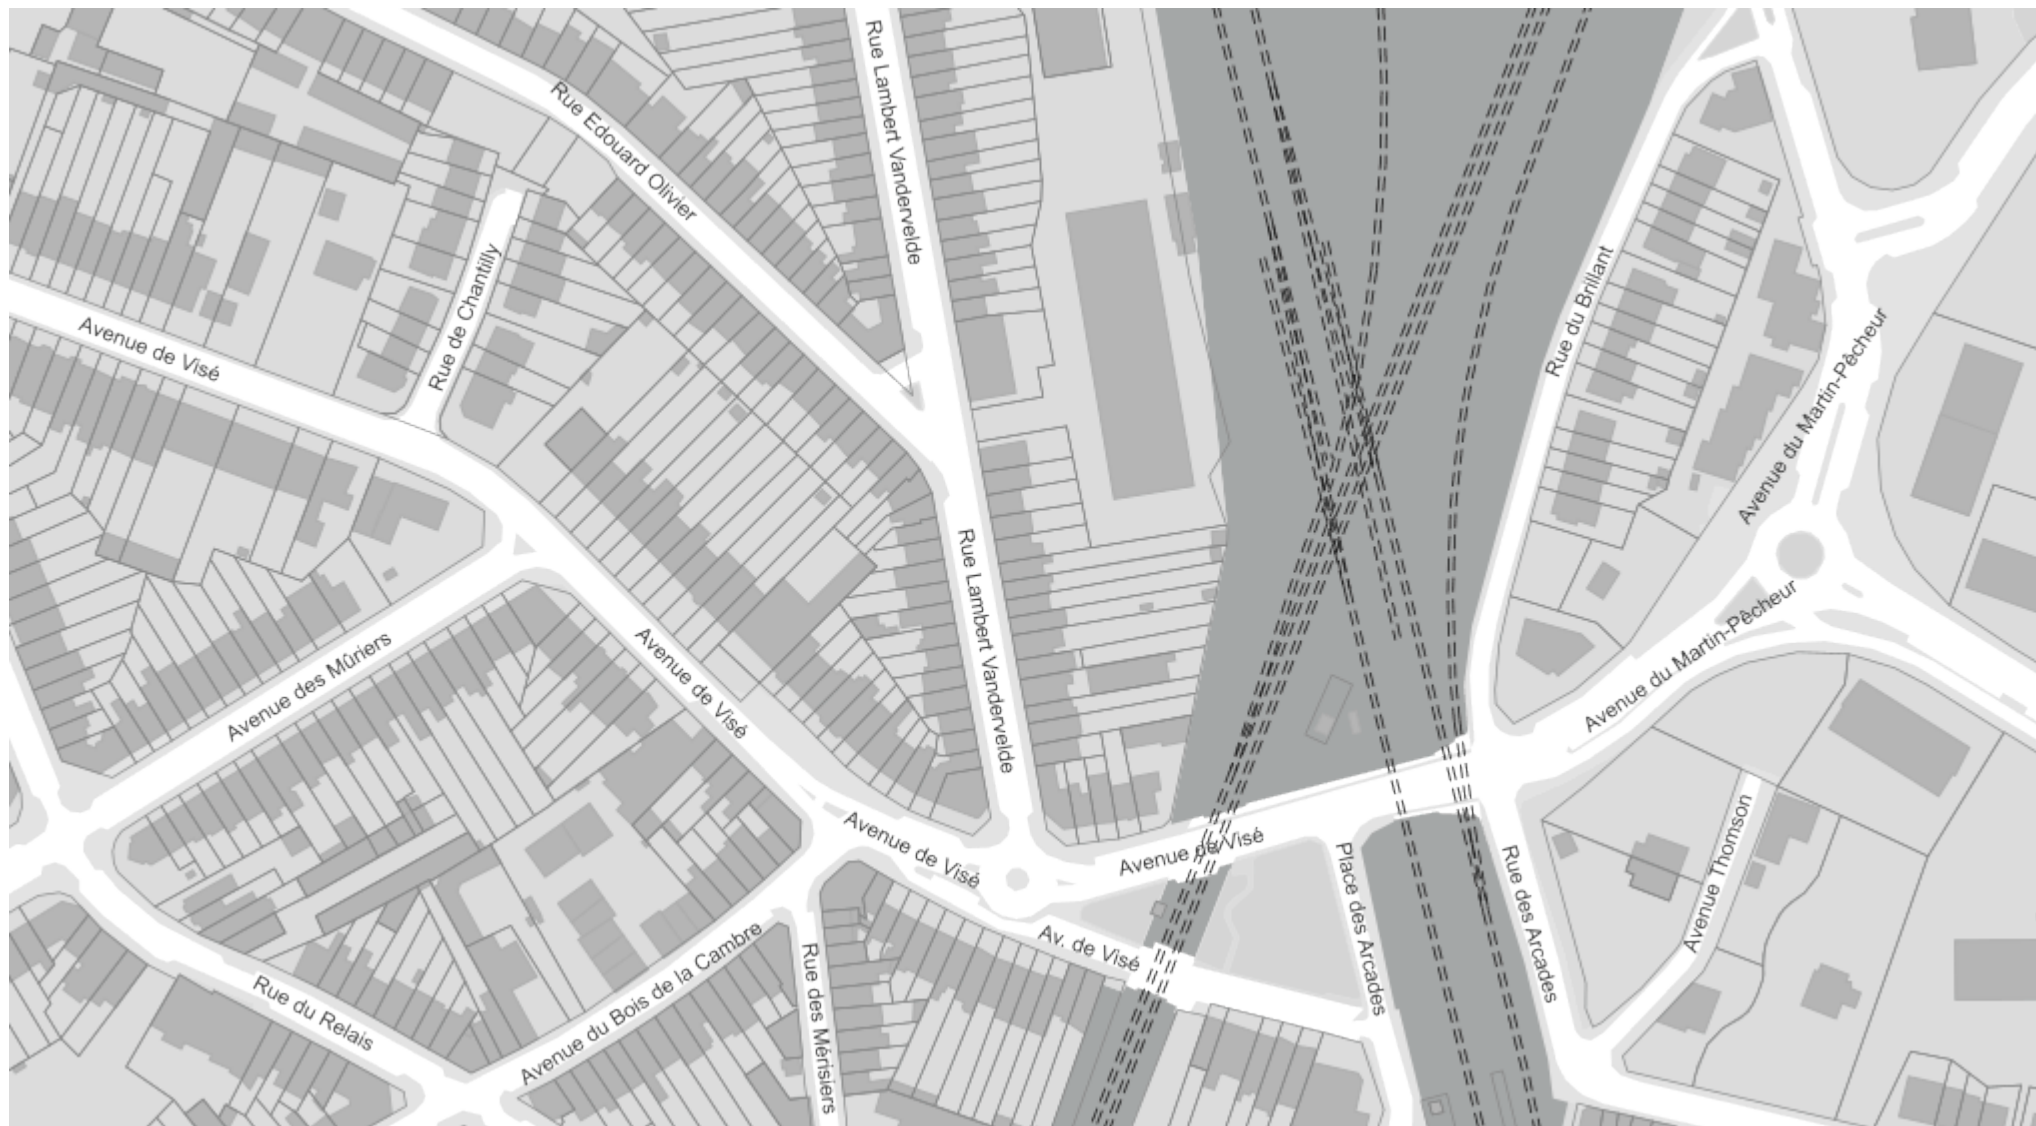 Rue Lambert Vandervelde
Rue Edouard Olivier
Rue de Chantilly
Avenue de Visé
Rue du Brillant
Avenue du Martin-Pêcheur
Rue Lambert Vandervelde
Avenue des Mûriers
Avenue de Visé
Avenue du Martin-Pêcheur
Avenue de Visé
Avenue de Visé
Avenue Thomson
Place des Arcades
Rue des Arcades
Av. de Visé
Avenue du Bois de la Cambre
Rue des Mérisiers
Rue du Relais